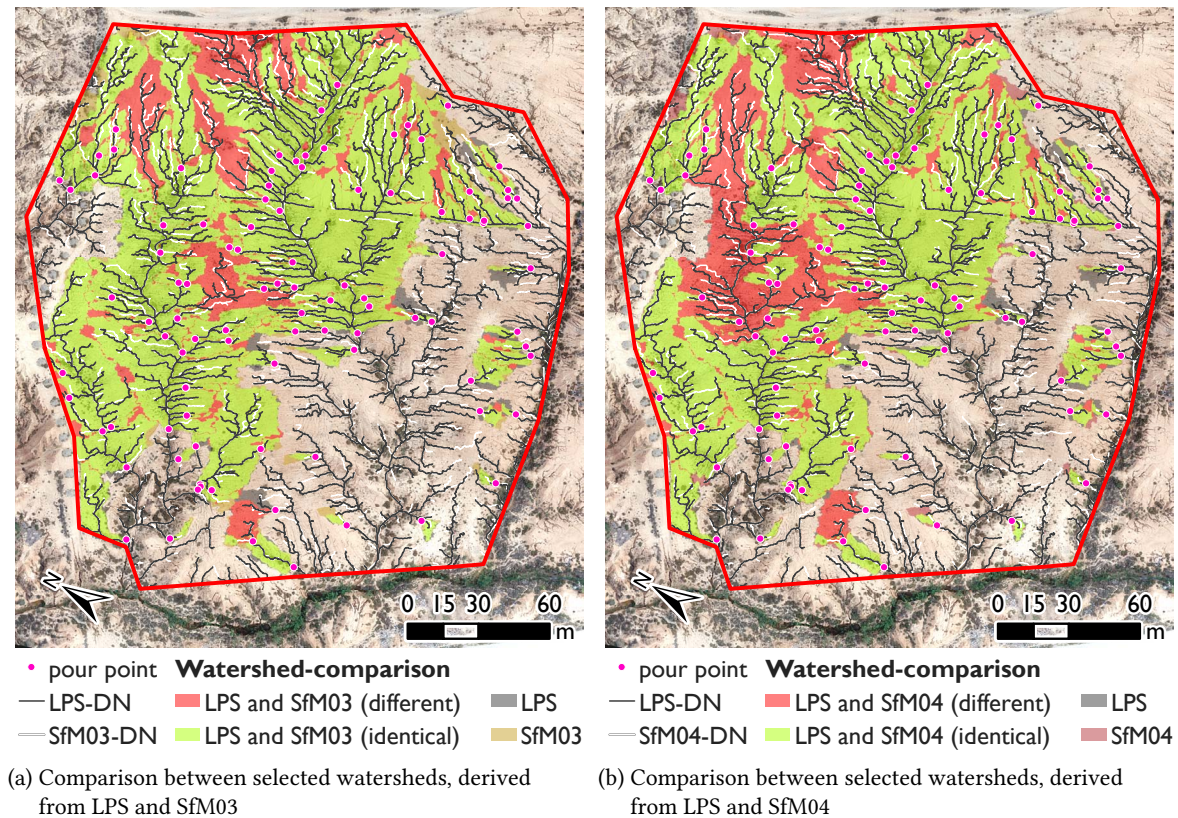 N
0 15 30 60
m
• pour point Watershed-comparison
LPS-DN LPS and SfM03 (different) LPS
SfM03-DN LPS and SfM03 (identical) SfM03
(a) Comparison between selected watersheds, derived
from LPS and SfM03
N
0 15 30 60
m
• pour point Watershed-comparison
LPS-DN LPS and SfM04 (different) LPS
SfM04-DN LPS and SfM04 (identical) SfM04
(b) Comparison between selected watersheds, derived
from LPS and SfM04